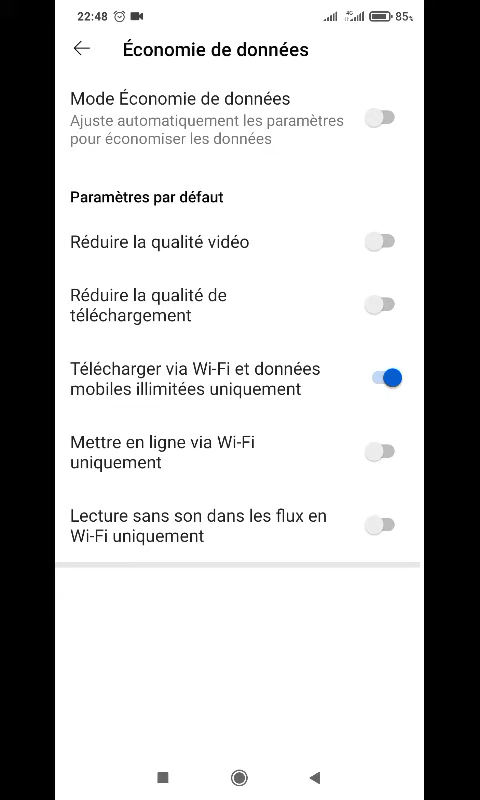 22:48 4G 85%
Économie de données
Mode Économie de données
Ajuste automatiquement les paramètres
pour économiser les données
Paramètres par défaut
Réduire la qualité vidéo
Réduire la qualité de
téléchargement
Télécharger via Wi-Fi et données
mobiles illimitées uniquement
Mettre en ligne via Wi-Fi
uniquement
Lecture sans son dans les flux en
Wi-Fi uniquement